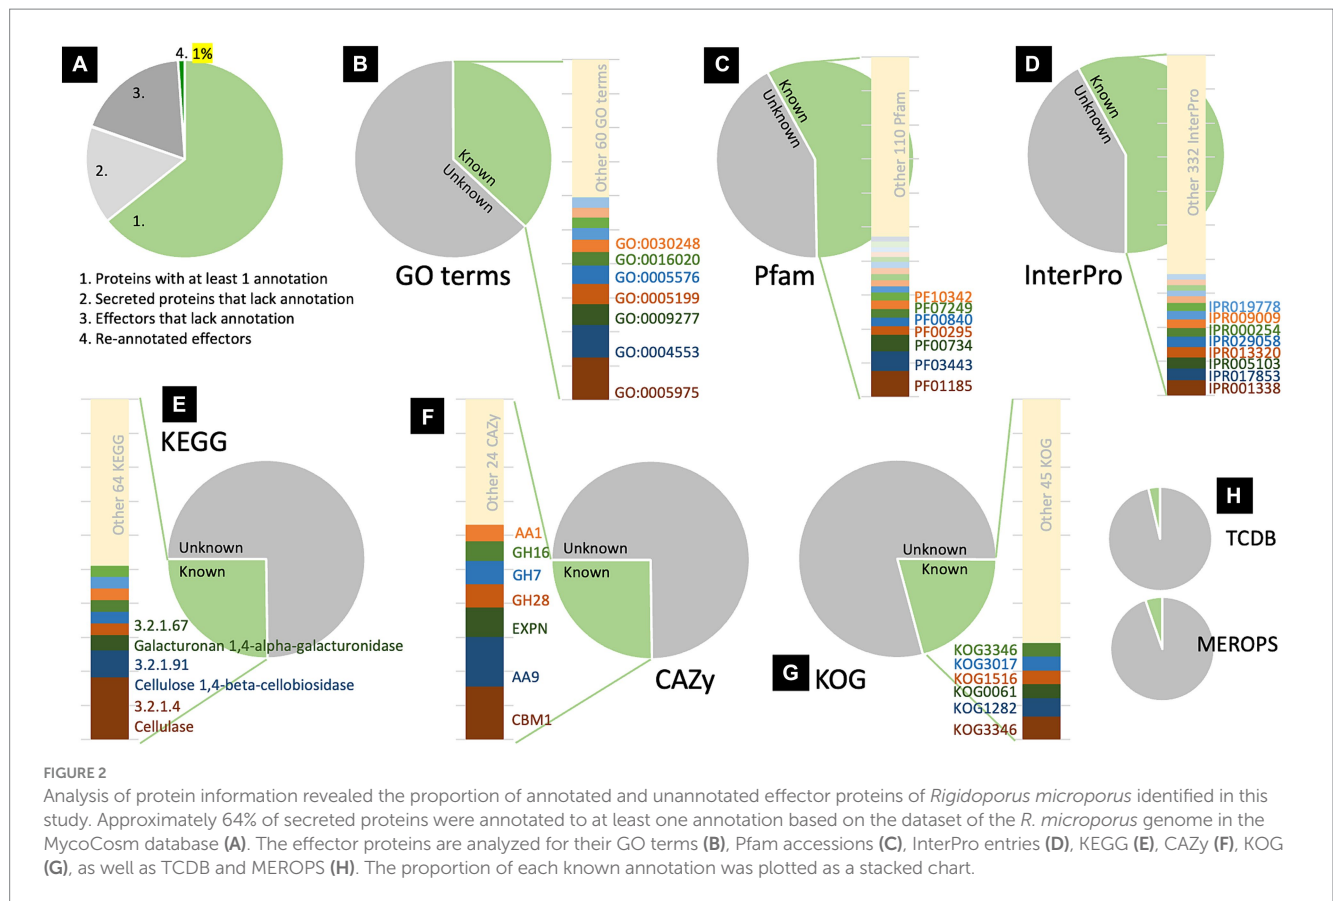 A
4. 1%
3.
2.
1.
1. Proteins with at least 1 annotation
2. Secreted proteins that lack annotation
3. Effectors that lack annotation
4. Re-annotated effectors
B
Known
Unknown
GO terms
Other 60 GO terms
GO:0030248
GO:0016020
GO:0005576
GO:0005199
GO:0009277
GO:0004553
GO:0005975
C
Known
Unknown
Pfam
Other 110 Pfam
PF10342
PF07249
PF00840
PF00295
PF00734
PF03443
PF01185
D
Known
Unknown
InterPro
Other 332 InterPro
IPR019778
IPR009009
IPR000254
IPR029058
IPR013320
IPR005103
IPR017853
IPR001338
E
KEGG
Other 64 KEGG
Unknown
Known
3.2.1.67
Galacturonan 1,4-alpha-galacturonidase
3.2.1.91
Cellulose 1,4-beta-cellobiosidase
3.2.1.4
Cellulase
F
Other 24 CAZy
AA1
GH16
GH7
GH28
EXPN
AA9
CBM1
Unknown
Known
CAZy
G
KOG
Unknown
Known
Other 45 KOG
KOG3346
KOG3017
KOG1516
KOG0061
KOG1282
KOG3346
H
TCDB
MEROPS
FIGURE 2
Analysis of protein information revealed the proportion of annotated and unannotated effector proteins of Rigidoporus microporus identified in this
study. Approximately 64% of secreted proteins were annotated to at least one annotation based on the dataset of the R. microporus genome in the
MycoCosm database (A). The effector proteins are analyzed for their GO terms (B), Pfam accessions (C), InterPro entries (D), KEGG (E), CAZy (F), KOG
(G), as well as TCDB and MEROPS (H). The proportion of each known annotation was plotted as a stacked chart.